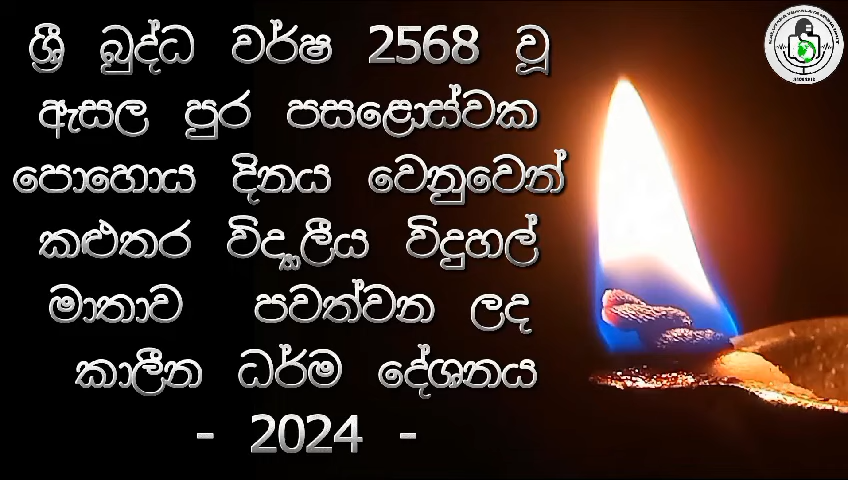 ශ්‍රී බුද්ධ වර්ෂ 2568 වූ
ඇසල පුර පසළොස්වක
පොහොය දිනය වෙනුවෙන්
කළුතර විද්‍යාලීය විදුහල්
මාතාව පවත්වන ලද
කාලීන ධර්ම දේශනය
- 2024 -